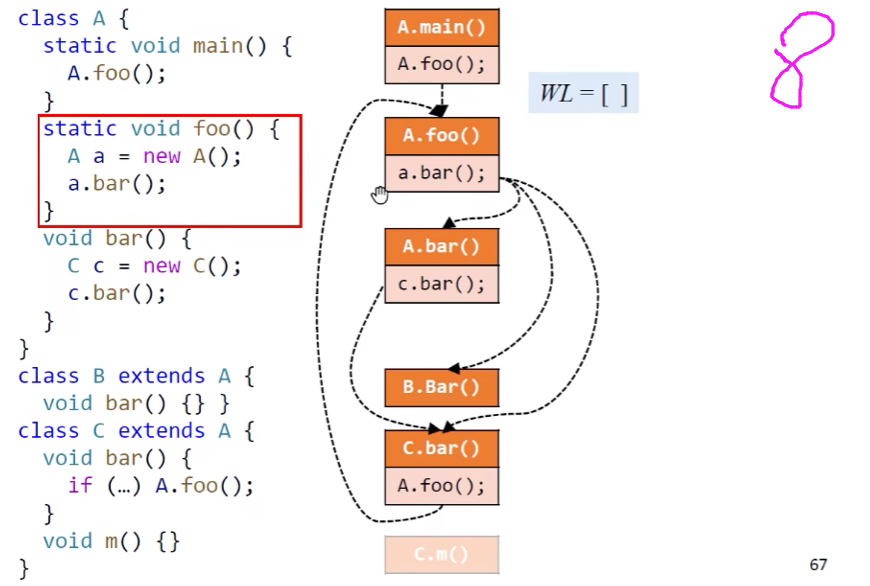 class A {
static void main() {
A.foo();
}
static void foo() {
A a = new A();
a.bar();
}
void bar() {
C c = new C();
c.bar();
}
}
class B extends A {
void bar() {} }
class C extends A {
void bar() {
if (…) A.foo();
}
void m() {}
}
A.main()
A.foo();
A.foo()
a.bar();
A.bar()
c.bar();
B.Bar()
C.bar()
A.foo();
C.m()
WL = [ ]
67